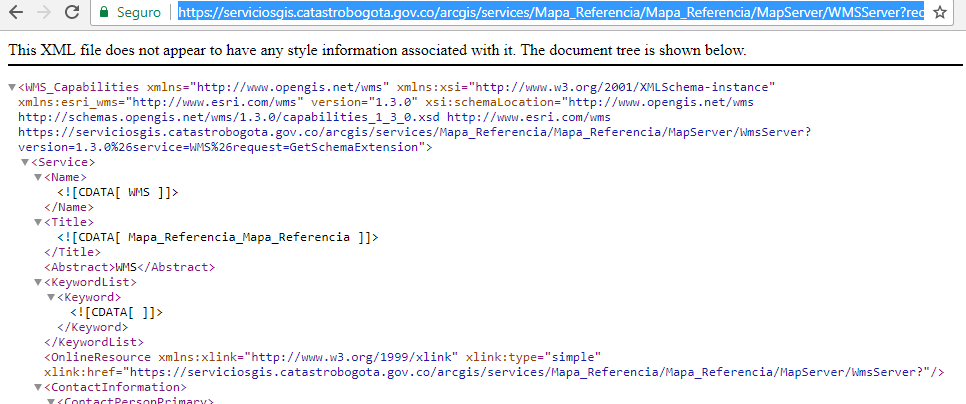 Seguro https://serviciosgis.catastrobogota.gov.co/arcgis/services/Mapa_Referencia/Mapa_Referencia/MapServer/WMSServer?rec
This XML file does not appear to have any style information associated with it. The document tree is shown below.
<WMS_Capabilities xmlns="http://www.opengis.net/wms" xmlns:xsi="http://www.w3.org/2001/XMLSchema-instance"
xmlns:esri_wms="http://www.esri.com/wms" version="1.3.0" xsi:schemaLocation="http://www.opengis.net/wms
http://schemas.opengis.net/wms/1.3.0/capabilities_1_3_0.xsd http://www.esri.com/wms
https://serviciosgis.catastrobogota.gov.co/arcgis/services/Mapa_Referencia/Mapa_Referencia/MapServer/WmsServer?
version=1.3.0%26service=WMS%26request=GetSchemaExtension">
<Service>
<Name>
<![CDATA[ WMS ]]>
</Name>
<Title>
<![CDATA[ Mapa_Referencia_Mapa_Referencia ]]>
</Title>
<Abstract>WMS</Abstract>
<KeywordList>
<Keyword>
<![CDATA[ ]]>
</Keyword>
</KeywordList>
<OnlineResource xmlns:xlink="http://www.w3.org/1999/xlink" xlink:type="simple"
xlink:href="https://serviciosgis.catastrobogota.gov.co/arcgis/services/Mapa_Referencia/Mapa_Referencia/MapServer/WmsServer?"/>
<ContactInformation>
<ContactPersonPrimary>